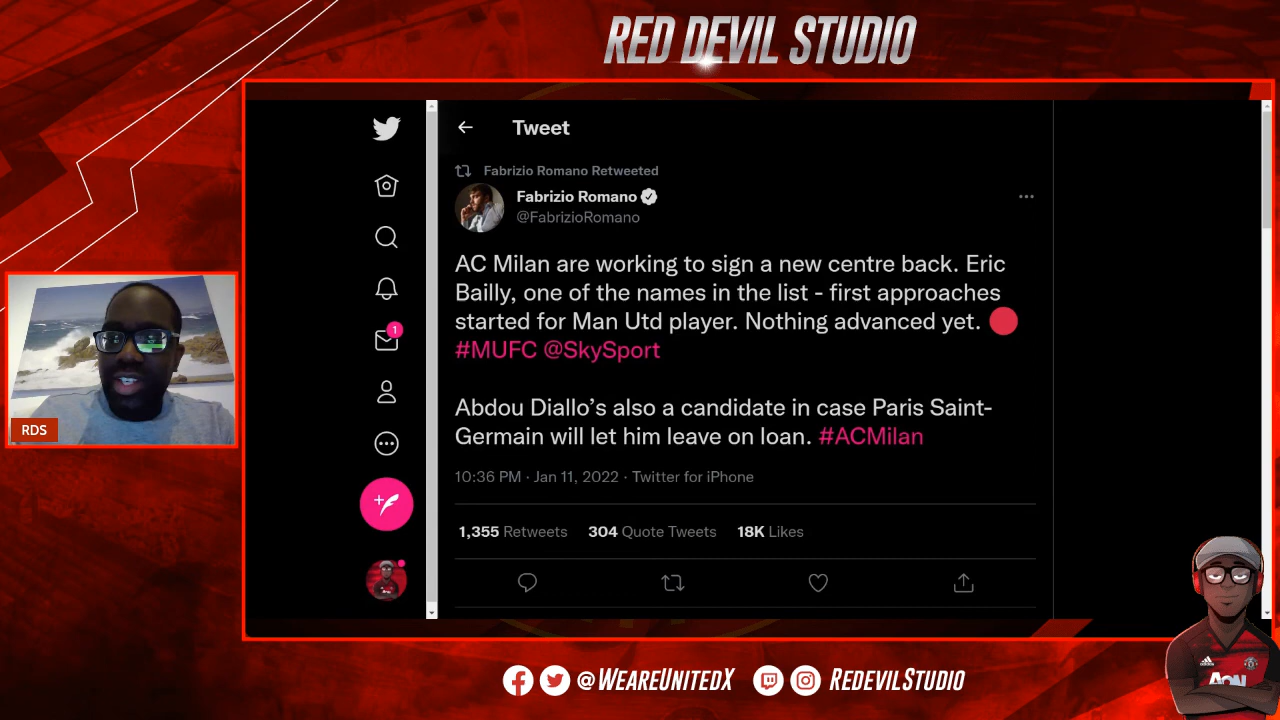 RED DEVIL STUDIO
Tweet
Fabrizio Romano Retweeted
Fabrizio Romano
@FabrizioRomano
AC Milan are working to sign a new centre back. Eric
Bailly, one of the names in the list - first approaches
started for Man Utd player. Nothing advanced yet.
#MUFC @SkySport
Abdou Diallo’s also a candidate in case Paris Saint-
Germain will let him leave on loan. #ACMilan
10:36 PM · Jan 11, 2022 · Twitter for iPhone
1,355 Retweets 304 Quote Tweets 18K Likes
1
RDS
@WEAREUNITEDX REDEVILSTUDIO
adidas
AON